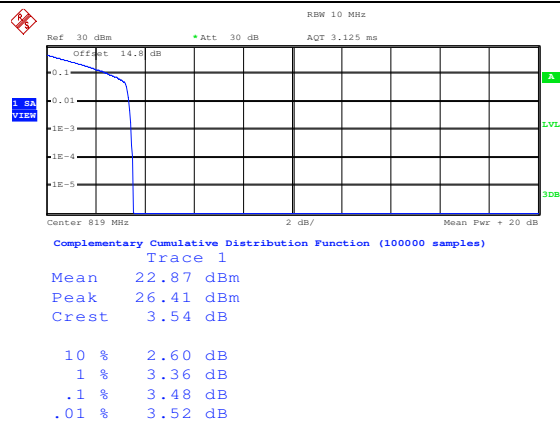 RBW 10 MHz
Ref 30 dBm * Att 30 dB AQT 3.125 ms
Offset 14.8 dB
0.1
A
0.01
1 SA
VIEW
1E-3
LVL
1E-4
1E-5
3DB
Center 819 MHz 2 dB/ Mean Pwr + 20 dB
Complementary Cumulative Distribution Function (100000 samples)
Trace 1
Mean 22.87 dBm
Peak 26.41 dBm
Crest 3.54 dB
10 % 2.60 dB
1 % 3.36 dB
.1 % 3.48 dB
.01 % 3.52 dB